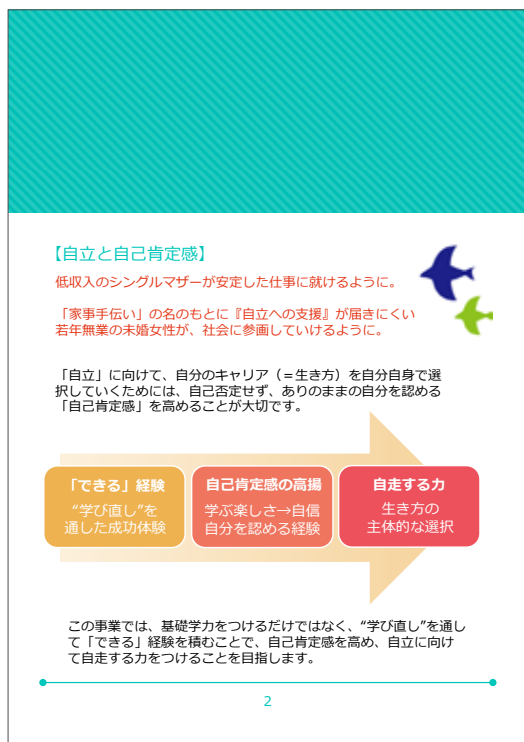 【自立と自己肯定感】
低収入のシングルマザーが安定した仕事に就けるように。
「家事手伝い」の名のもとに『自立への支援』が届きにくい
若年無業の未婚女性が、社会に参画していけるように。
「自立」に向けて、自分のキャリア（＝生き方）を自分自身で選
択していくためには、自己否定せず、ありのままの自分を認める
「自己肯定感」を高めることが大切です。
「できる」経験
“学び直し”を
通した成功体験
自己肯定感の高揚
学ぶ楽しさ→自信
自分を認める経験
自走する力
生き方の
主体的な選択
この事業では、基礎学力をつけるだけではなく、“学び直し”を通し
て「できる」経験を積むことで、自己肯定感を高め、自立に向け
て自走する力をつけることを目指します。
2